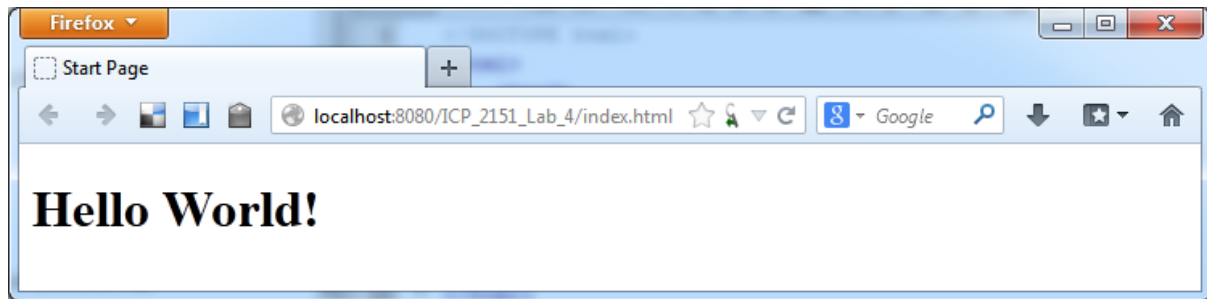 Firefox
Start Page
localhost:8080/ICP_2151_Lab_4/index.html
Google
Hello World!